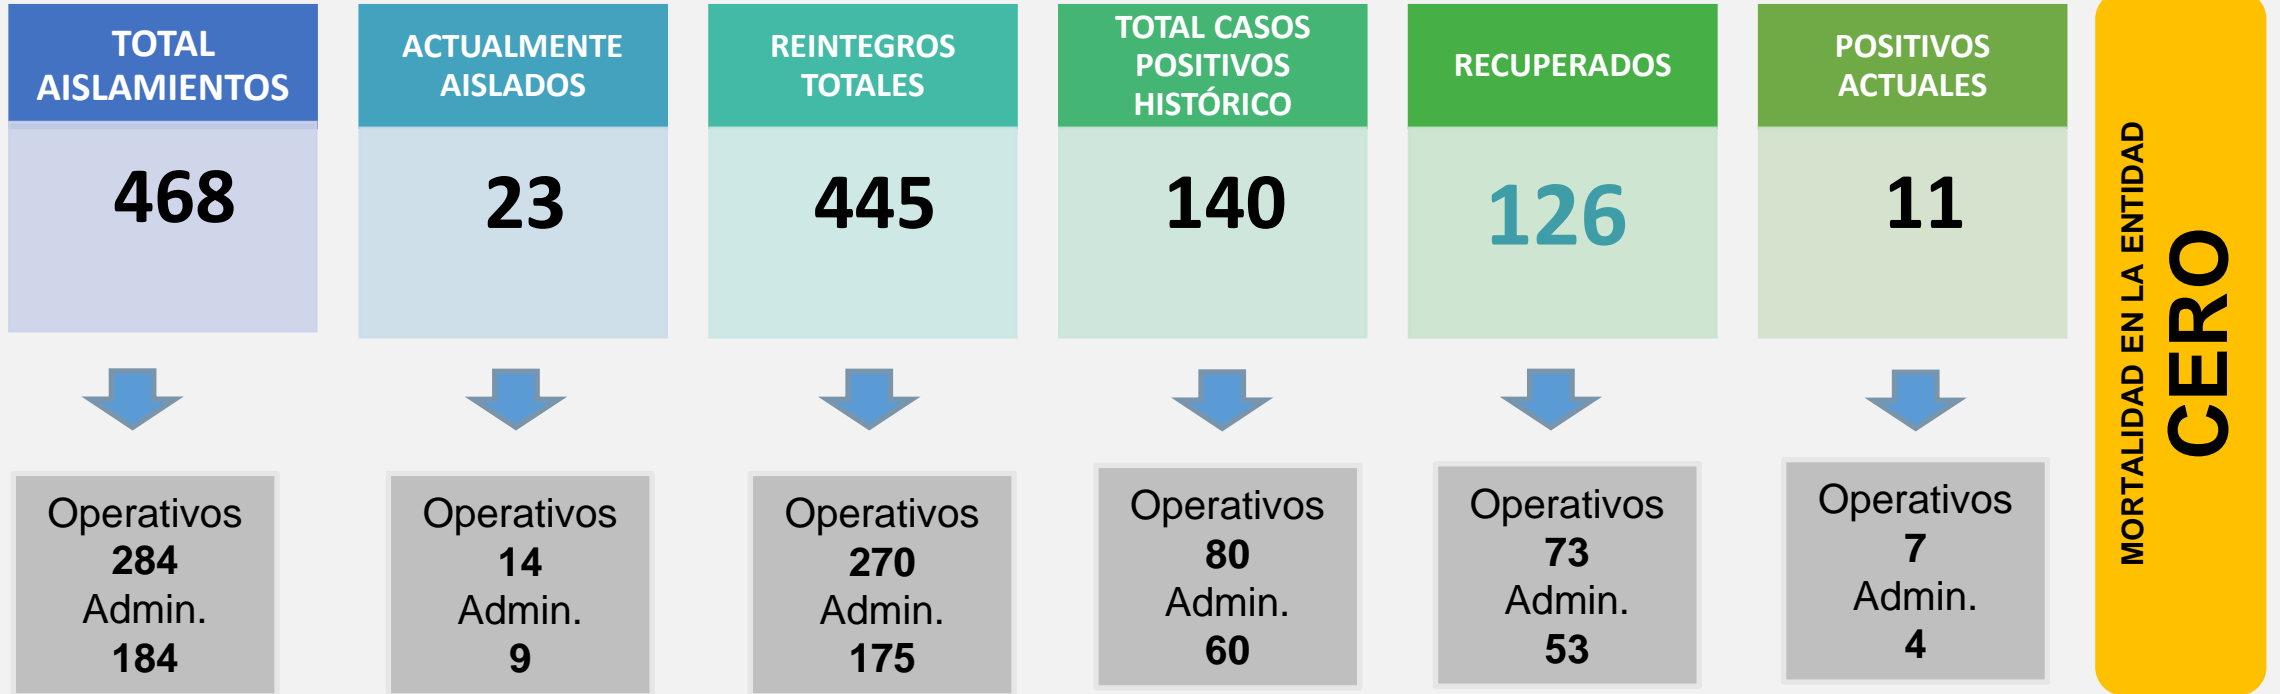 TOTAL
AISLAMIENTOS
468
Operativos
284
Admin.
184
ACTUALMENTE
AISLADOS
23
Operativos
14
Admin.
9
REINTEGROS
TOTALES
445
Operativos
270
Admin.
175
TOTAL CASOS
POSITIVOS
HISTÓRICO
140
Operativos
80
Admin.
60
RECUPERADOS
126
Operativos
73
Admin.
53
POSITIVOS
ACTUALES
11
Operativos
7
Admin.
4
MORTALIDAD EN LA ENTIDAD
CERO